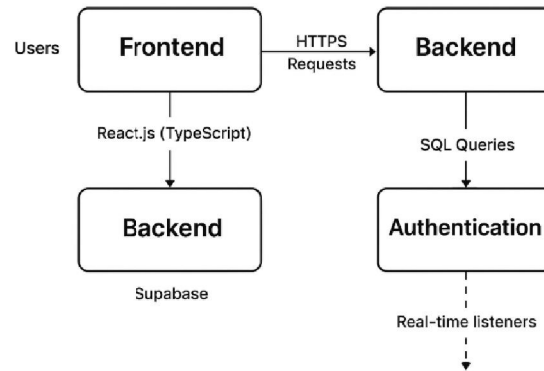 Users
Frontend
HTTPS
Requests
Backend
React.js (TypeScript)
SQL Queries
Backend
Authentication
Supabase
Real-time listeners